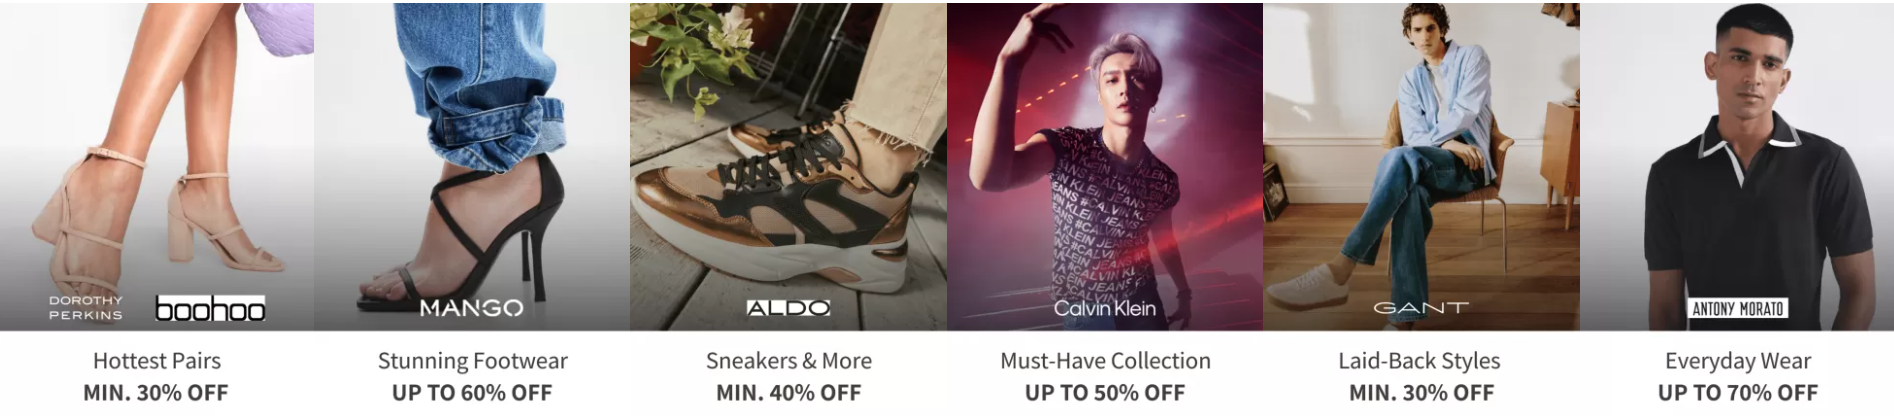 DOROTHY
PERKINS
boohoo
MANGO
ALDO
Calvin Klein
GANT
ANTONY MORATO
Hottest Pairs
MIN. 30% OFF
Stunning Footwear
UP TO 60% OFF
Sneakers & More
MIN. 40% OFF
Must-Have Collection
UP TO 50% OFF
Laid-Back Styles
MIN. 30% OFF
Everyday Wear
UP TO 70% OFF